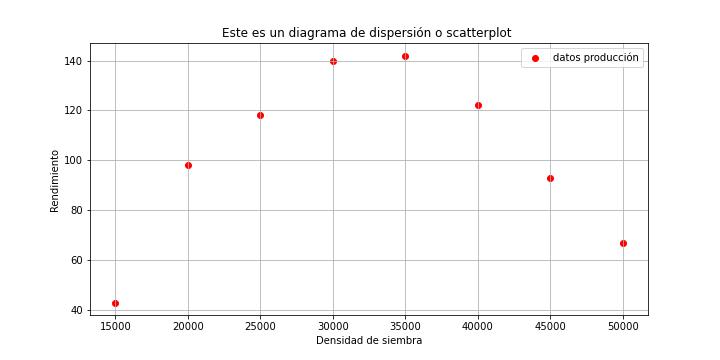 Este es un diagrama de dispersión o scatterplot
datos producción
140
120
100
80
60
40
Rendimiento
15000 20000 25000 30000 35000 40000 45000 50000
Densidad de siembra